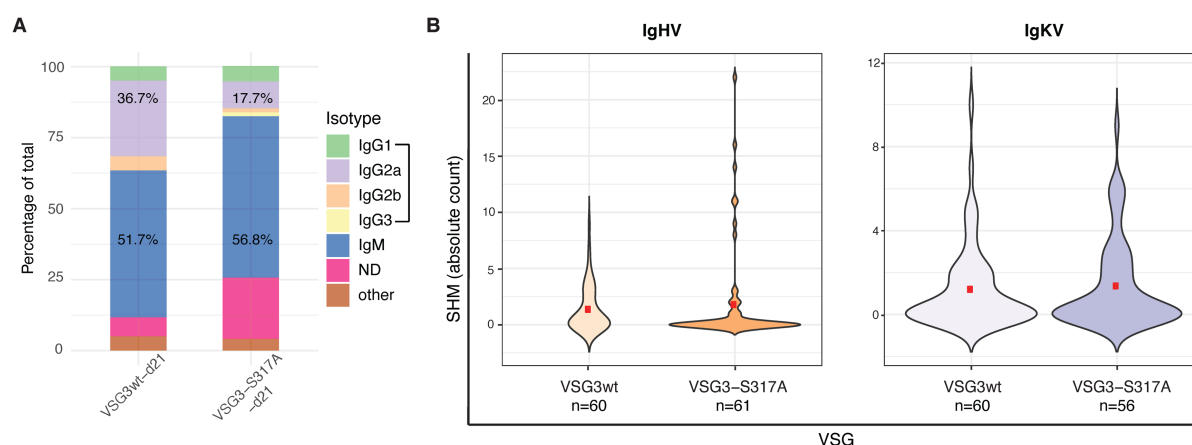 A
B
100
75
50
25
0
Percentage of total
36.7%
17.7%
51.7%
56.8%
VSG3wt–d21
VSG3–S317A
–d21
Isotype
IgG1
IgG2a
IgG2b
IgG3
IgM
ND
other
IgHV
IgKV
SHM (absolute count)
20
15
10
5
0
12
8
4
0
VSG3wt
n=60
VSG3–S317A
n=61
VSG3wt
n=60
VSG3–S317A
n=56
VSG